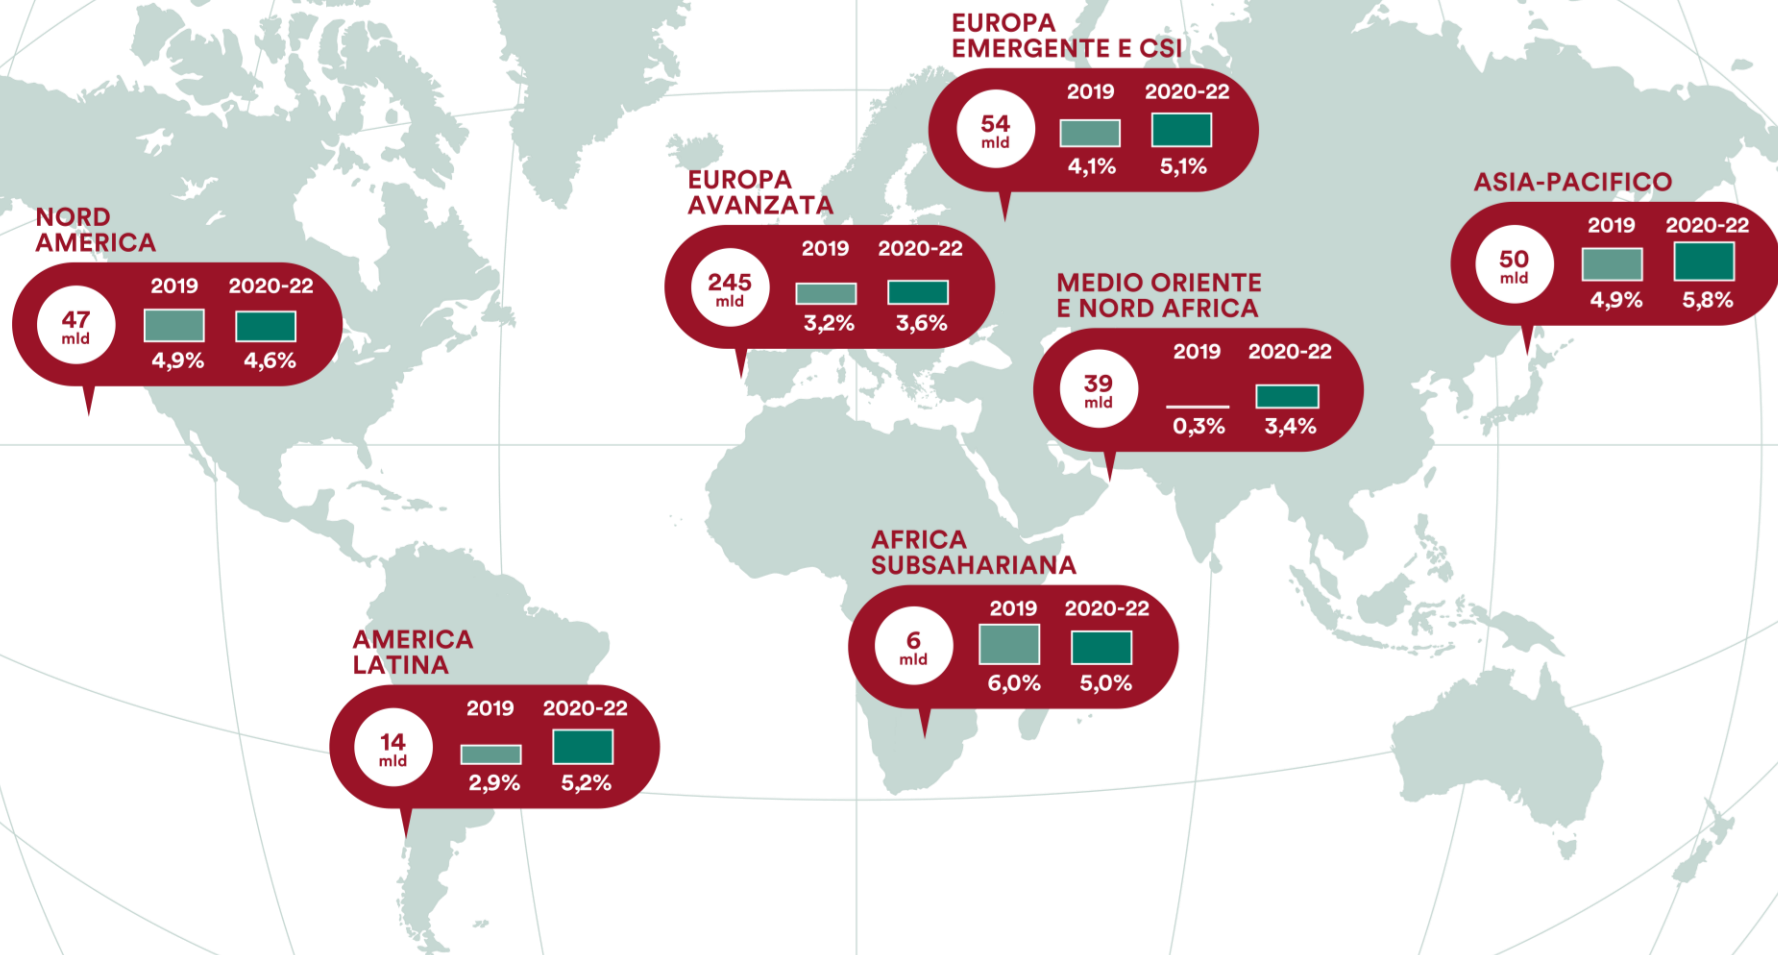 EUROPA
EMERGENTE E CSI
54
mld
2019 2020-22
4,1% 5,1%
EUROPA
AVANZATA
245
mld
2019 2020-22
3,2% 3,6%
ASIA-PACIFICO
50
mld
2019 2020-22
4,9% 5,8%
NORD
AMERICA
47
mld
2019 2020-22
4,9% 4,6%
MEDIO ORIENTE
E NORD AFRICA
39
mld
2019 2020-22
0,3% 3,4%
AFRICA
SUBSAHARIANA
6
mld
2019 2020-22
6,0% 5,0%
AMERICA
LATINA
14
mld
2019 2020-22
2,9% 5,2%